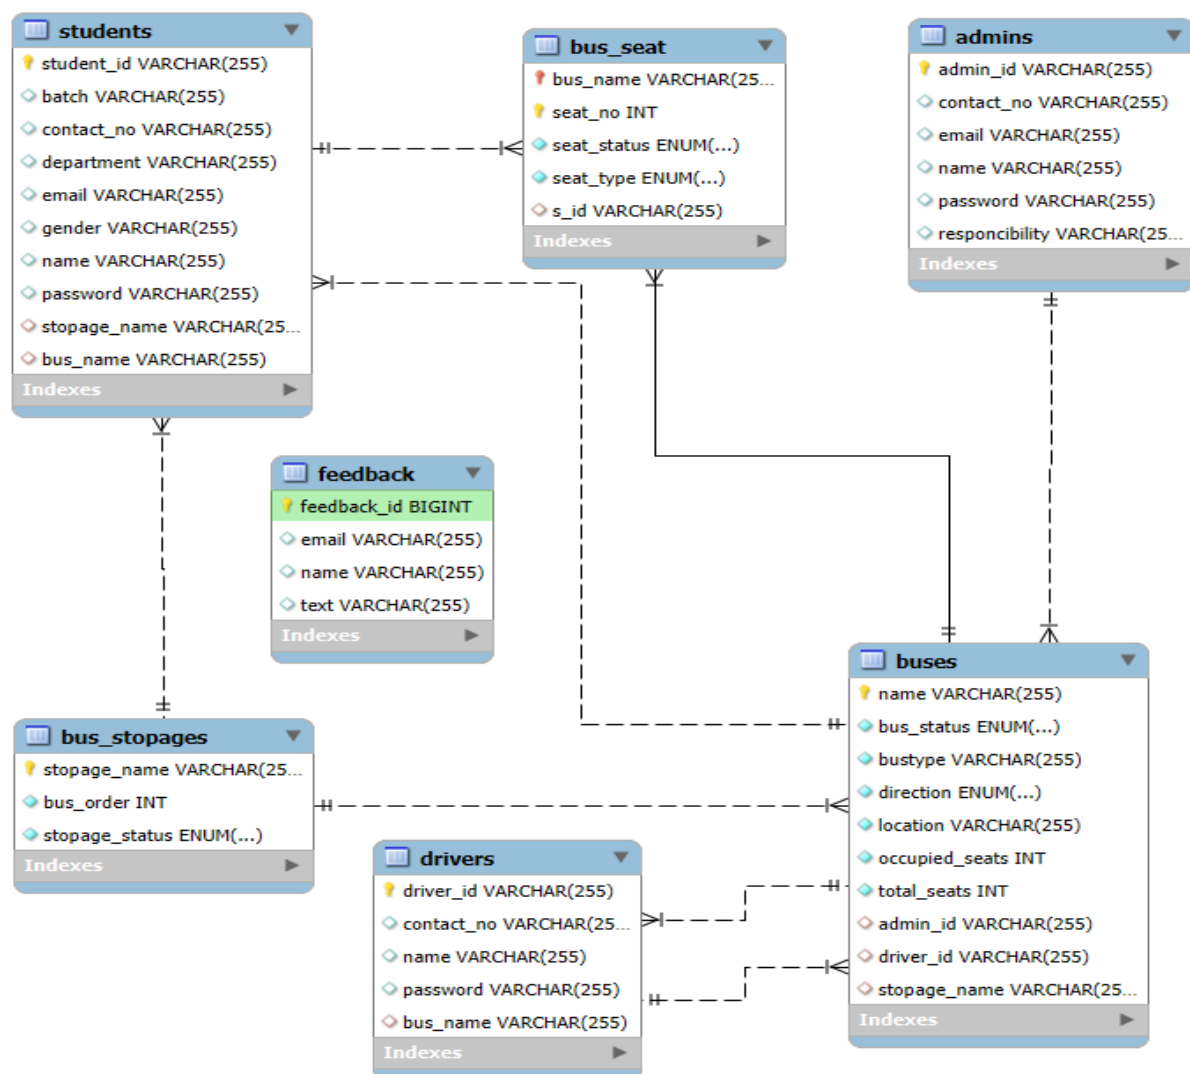 students
student_id VARCHAR(255)
batch VARCHAR(255)
contact_no VARCHAR(255)
department VARCHAR(255)
email VARCHAR(255)
gender VARCHAR(255)
name VARCHAR(255)
password VARCHAR(255)
stopage_name VARCHAR(25...
bus_name VARCHAR(255)
Indexes
bus_seat
bus_name VARCHAR(25...
seat_no INT
seat_status ENUM(...)
seat_type ENUM(...)
s_id VARCHAR(255)
Indexes
admins
admin_id VARCHAR(255)
contact_no VARCHAR(255)
email VARCHAR(255)
name VARCHAR(255)
password VARCHAR(255)
responcibility VARCHAR(25...
Indexes
feedback
feedback_id BIGINT
email VARCHAR(255)
name VARCHAR(255)
text VARCHAR(255)
Indexes
bus_stopages
stopage_name VARCHAR(25...
bus_order INT
stopage_status ENUM(...)
Indexes
drivers
driver_id VARCHAR(255)
contact_no VARCHAR(25...
name VARCHAR(255)
password VARCHAR(255)
bus_name VARCHAR(255)
Indexes
buses
name VARCHAR(255)
bus_status ENUM(...)
bustype VARCHAR(255)
direction ENUM(...)
location VARCHAR(255)
occupied_seats INT
total_seats INT
admin_id VARCHAR(255)
driver_id VARCHAR(255)
stopage_name VARCHAR(25...
Indexes